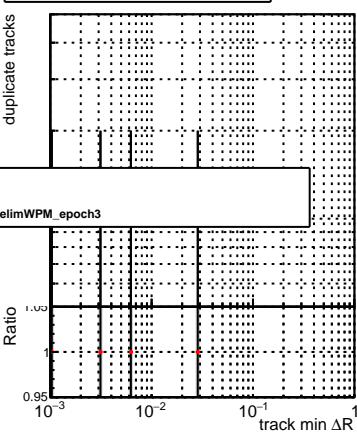 duplicate tracks
elimWPM_epoch3
Ratio
1.05
1
0.95
10⁻³ 10⁻² 10⁻¹ 1
track min ΔR